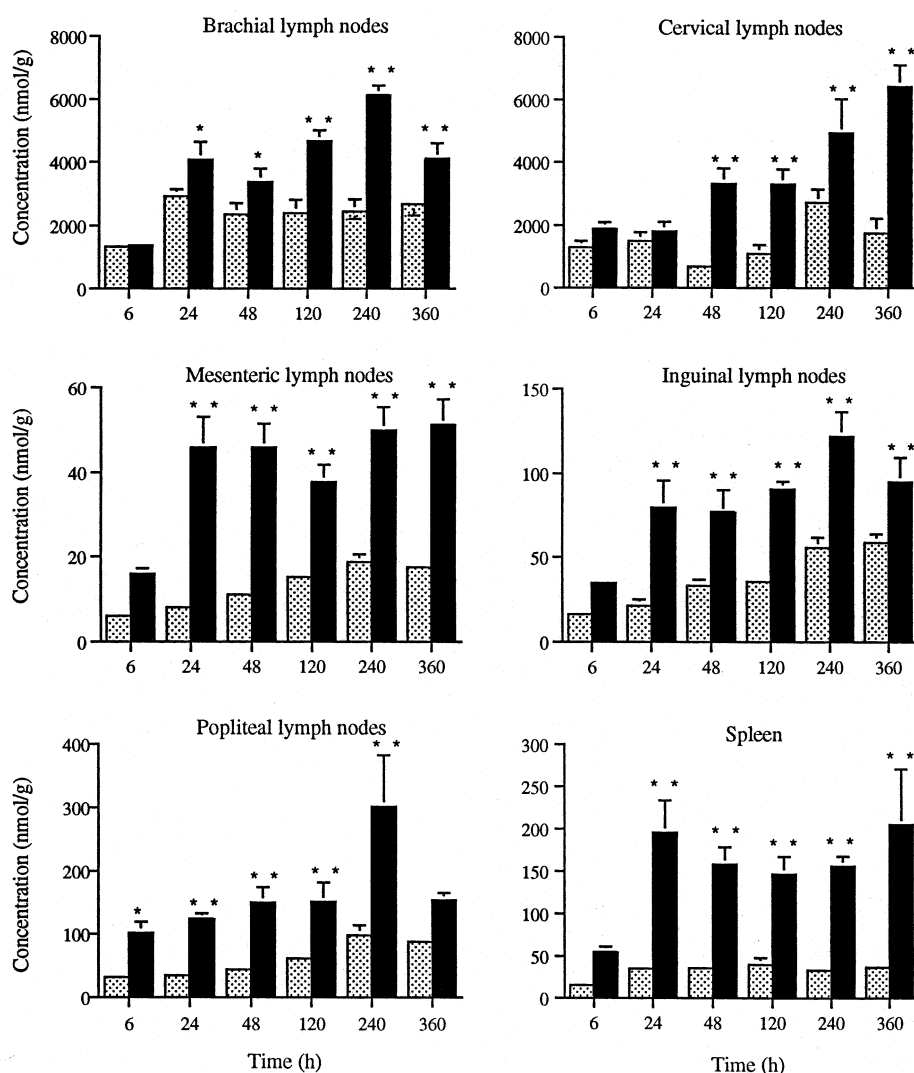 Brachial lymph nodes
Concentration (nmol/g)
8000
6000
4000
2000
0
* * * * * * * *
6 24 48 120 240 360
Cervical lymph nodes
8000
6000
4000
2000
0
* * * * * * * *
6 24 48 120 240 360
Mesenteric lymph nodes
Concentration (nmol/g)
60
40
20
0
* * * * * * * * * *
6 24 48 120 240 360
Inguinal lymph nodes
150
100
50
0
* * * * * * * * * *
6 24 48 120 240 360
Popliteal lymph nodes
Concentration (nmol/g)
400
300
200
100
0
* * * * * * * * *
6 24 48 120 240 360
Time (h)
Spleen
300
250
200
150
100
50
0
* * * * * * * * * *
6 24 48 120 240 360
Time (h)